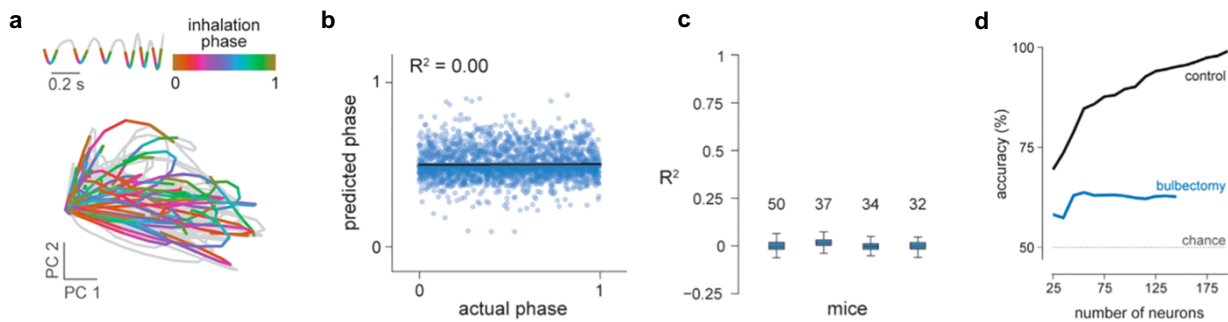 a
inhalation
phase
0.2 s
0
1
PC 2
PC 1
b
R² = 0.00
1
0
predicted phase
0
1
actual phase
c
1
0.75
0.5
0.25
0
−0.25
R²
50
37
34
32
mice
d
100
75
50
accuracy (%)
control
bulbectomy
chance
25
75
125
175
number of neurons